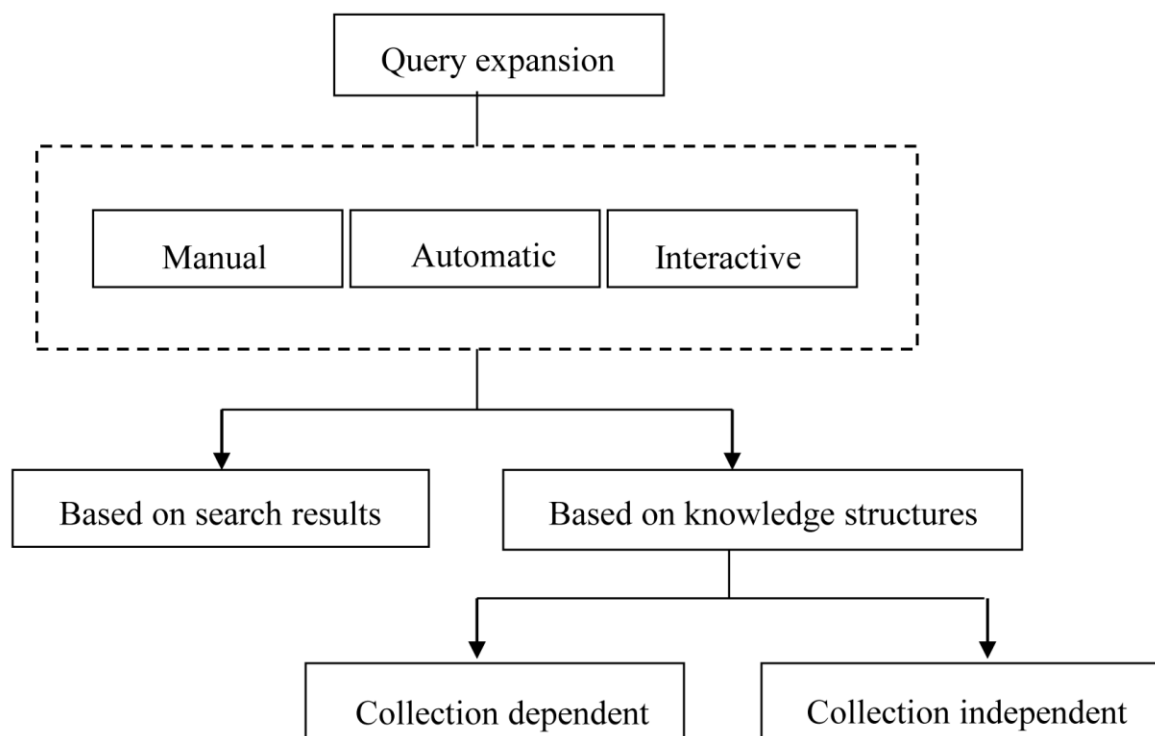 Query expansion
Manual
Automatic
Interactive
Based on search results
Based on knowledge structures
Collection dependent
Collection independent